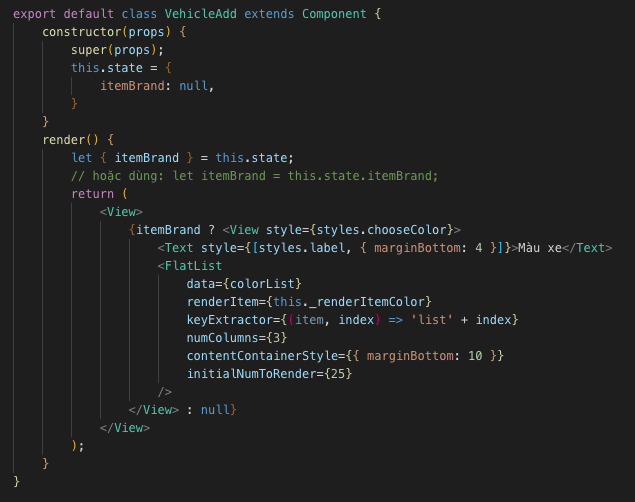 export default class VehicleAdd extends Component {
    constructor(props) {
        super(props);
        this.state = {
            itemBrand: null,
        }
    }
    render() {
        let { itemBrand } = this.state;
        // hoặc dùng: let itemBrand = this.state.itemBrand;
        return (
            <View>
                {itemBrand ? <View style={styles.chooseColor}>
                    <Text style={[styles.label, { marginBottom: 4 }]}>Màu xe</Text>
                    <FlatList
                        data={colorList}
                        renderItem={this._renderItemColor}
                        keyExtractor={(item, index) => 'list' + index}
                        numColumns={3}
                        contentContainerStyle={{ marginBottom: 10 }}
                        initialNumToRender={25}
                    />
                </View> : null}
            </View>
        );
    }
}